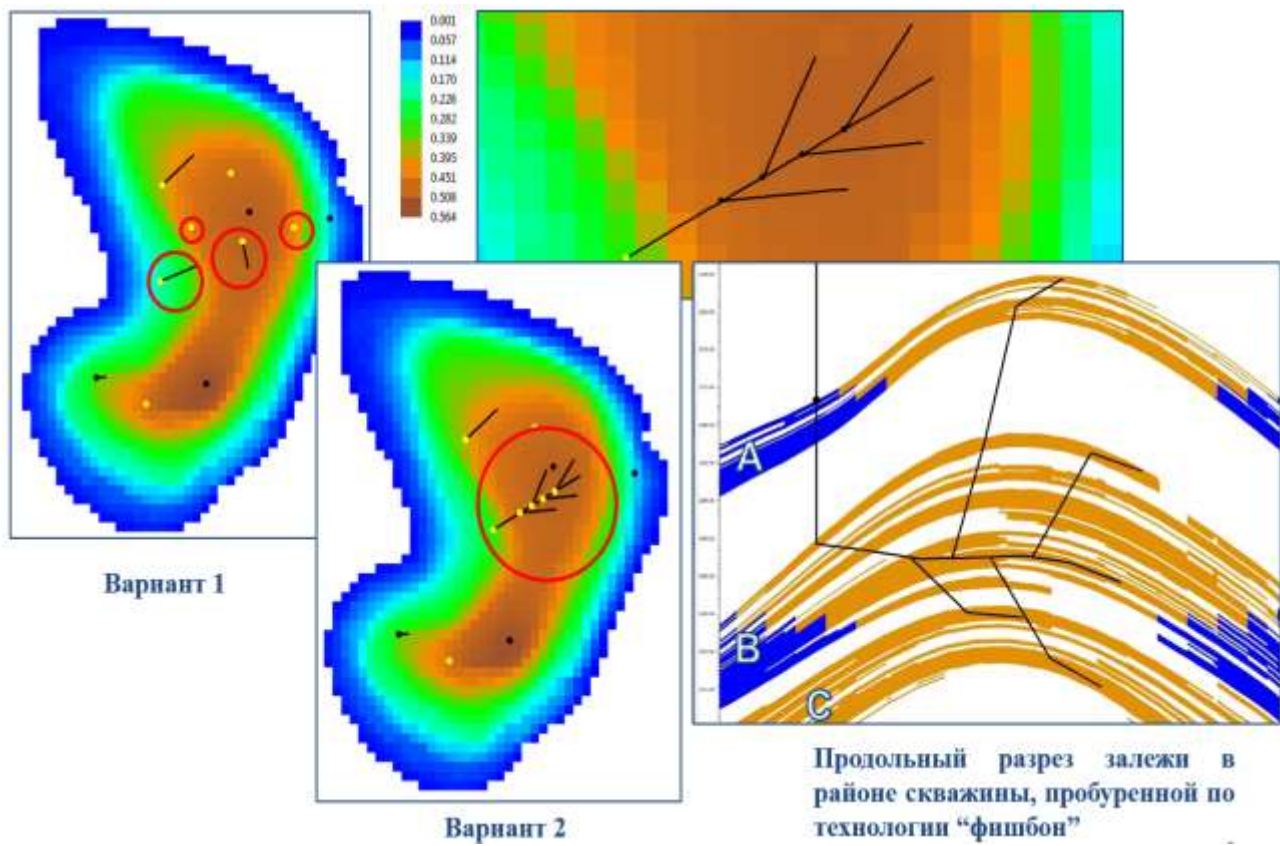 0.001
0.057
0.114
0.170
0.226
0.282
0.339
0.395
0.451
0.508
0.564
A
B
C
Вариант 1
Вариант 2
Продольный разрез залежи в
районе скважины, пробуренной по
технологии “фишбон”